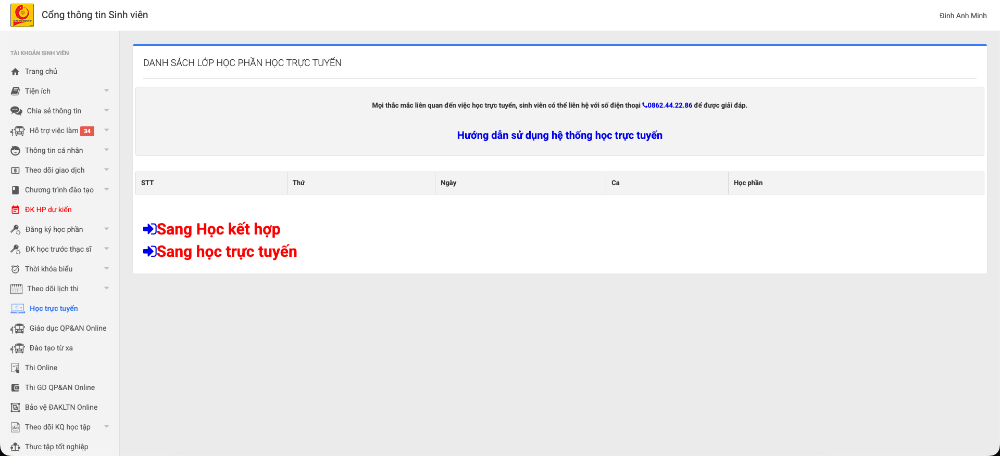 Cổng thông tin Sinh viên
Đinh Anh Minh
TÀI KHOẢN SINH VIÊN
Trang chủ
Tiện ích
Chia sẻ thông tin
Hỗ trợ việc làm 34
Thông tin cá nhân
Theo dõi giao dịch
Chương trình đào tạo
ĐK HP dự kiến
Đăng ký học phần
ĐK học trước thạc sĩ
Thời khóa biểu
Theo dõi lịch thi
Học trực tuyến
Giáo dục QP&AN Online
Đào tạo từ xa
Thi Online
Thi GD QP&AN Online
Bảo vệ ĐAKLTN Online
Theo dõi KQ học tập
Thực tập tốt nghiệp
DANH SÁCH LỚP HỌC PHẦN HỌC TRỰC TUYẾN
Mọi thắc mắc liên quan đến việc học trực tuyến, sinh viên có thể liên hệ với số điện thoại 0862.44.22.86 để được giải đáp.
Hướng dẫn sử dụng hệ thống học trực tuyến
STT Thứ Ngày Ca Học phần
Sang Học kết hợp
Sang học trực tuyến